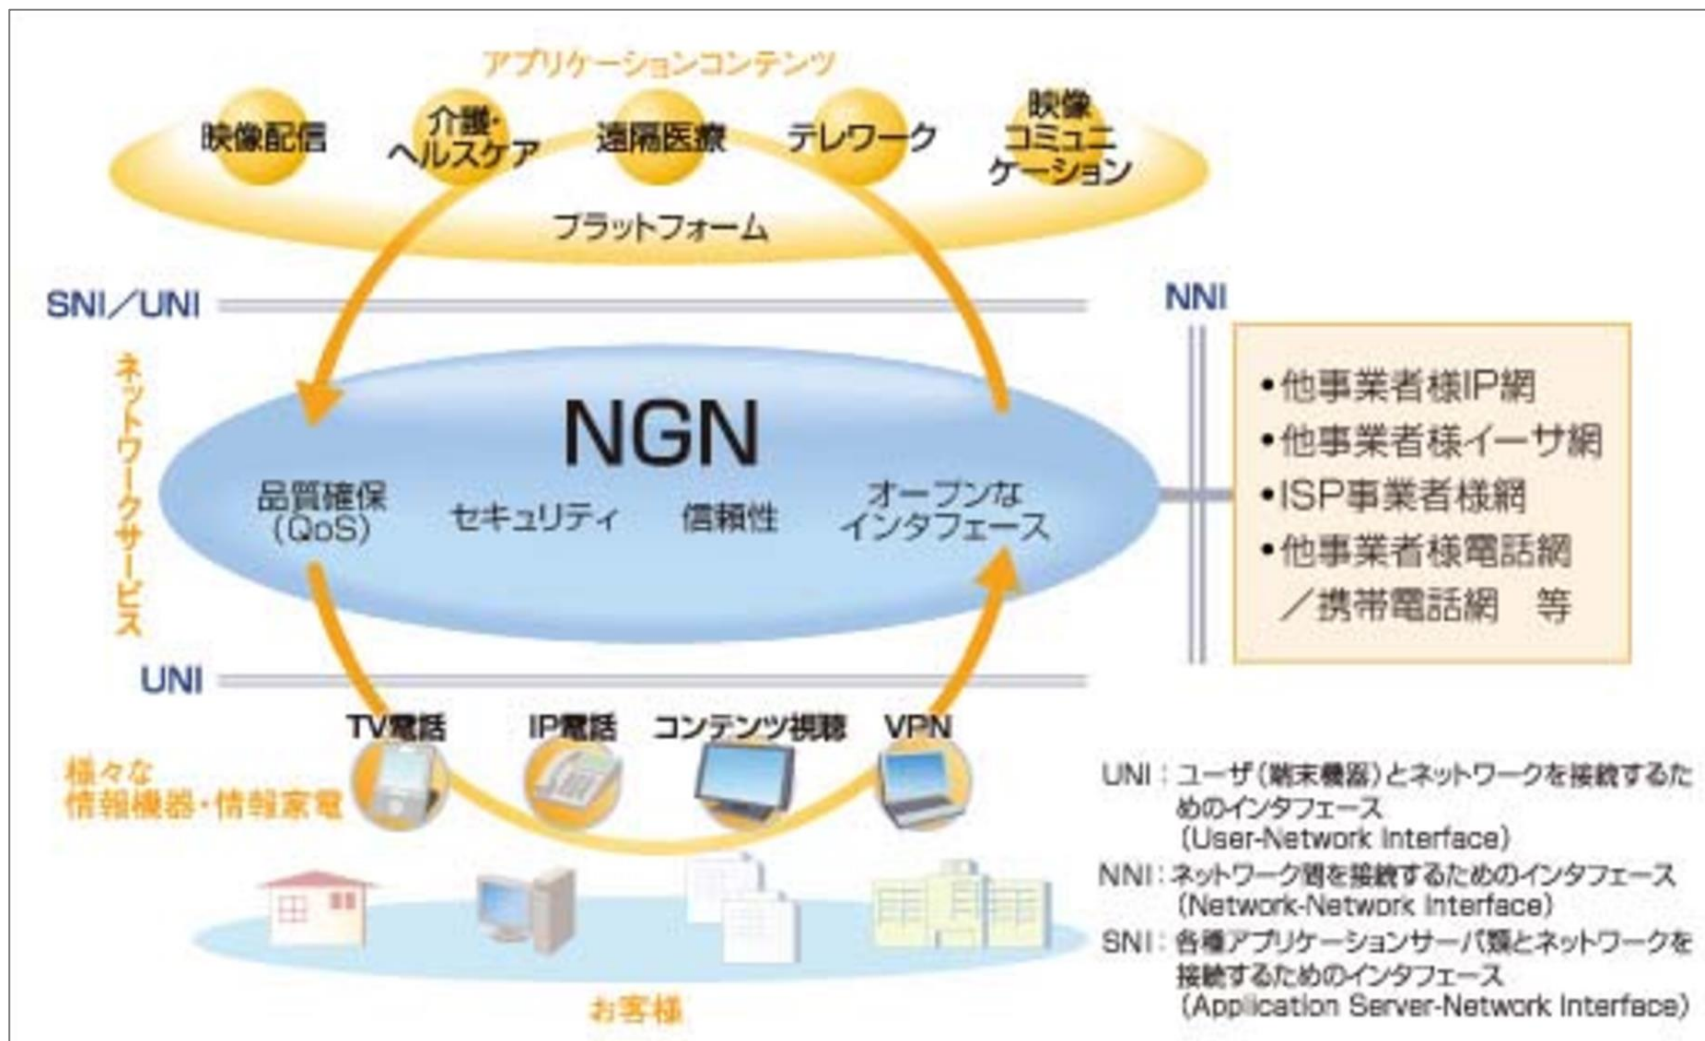 アプリケーションコンテンツ
映像配信
介護・
ヘルスケア
遠隔医療
テレワーク
映像
コミュニ
ケーション
プラットフォーム
SNI／UNI
NNI
ネットワークサービス
NGN
品質確保
(QoS)
セキュリティ
信頼性
オープンな
インタフェース
•他事業者様IP網
•他事業者様イーサ網
•ISP事業者様網
•他事業者様電話網
／携帯電話網　等
UNI
TV電話
IP電話
コンテンツ視聴
VPN
様々な
情報機器・情報家電
お客様
UNI：ユーザ（端末機器）とネットワークを接続するた
めのインタフェース
（User-Network Interface）
NNI：ネットワーク間を接続するためのインタフェース
（Network-Network Interface）
SNI：各種アプリケーションサーバ類とネットワークを
接続するためのインタフェース
（Application Server-Network Interface）